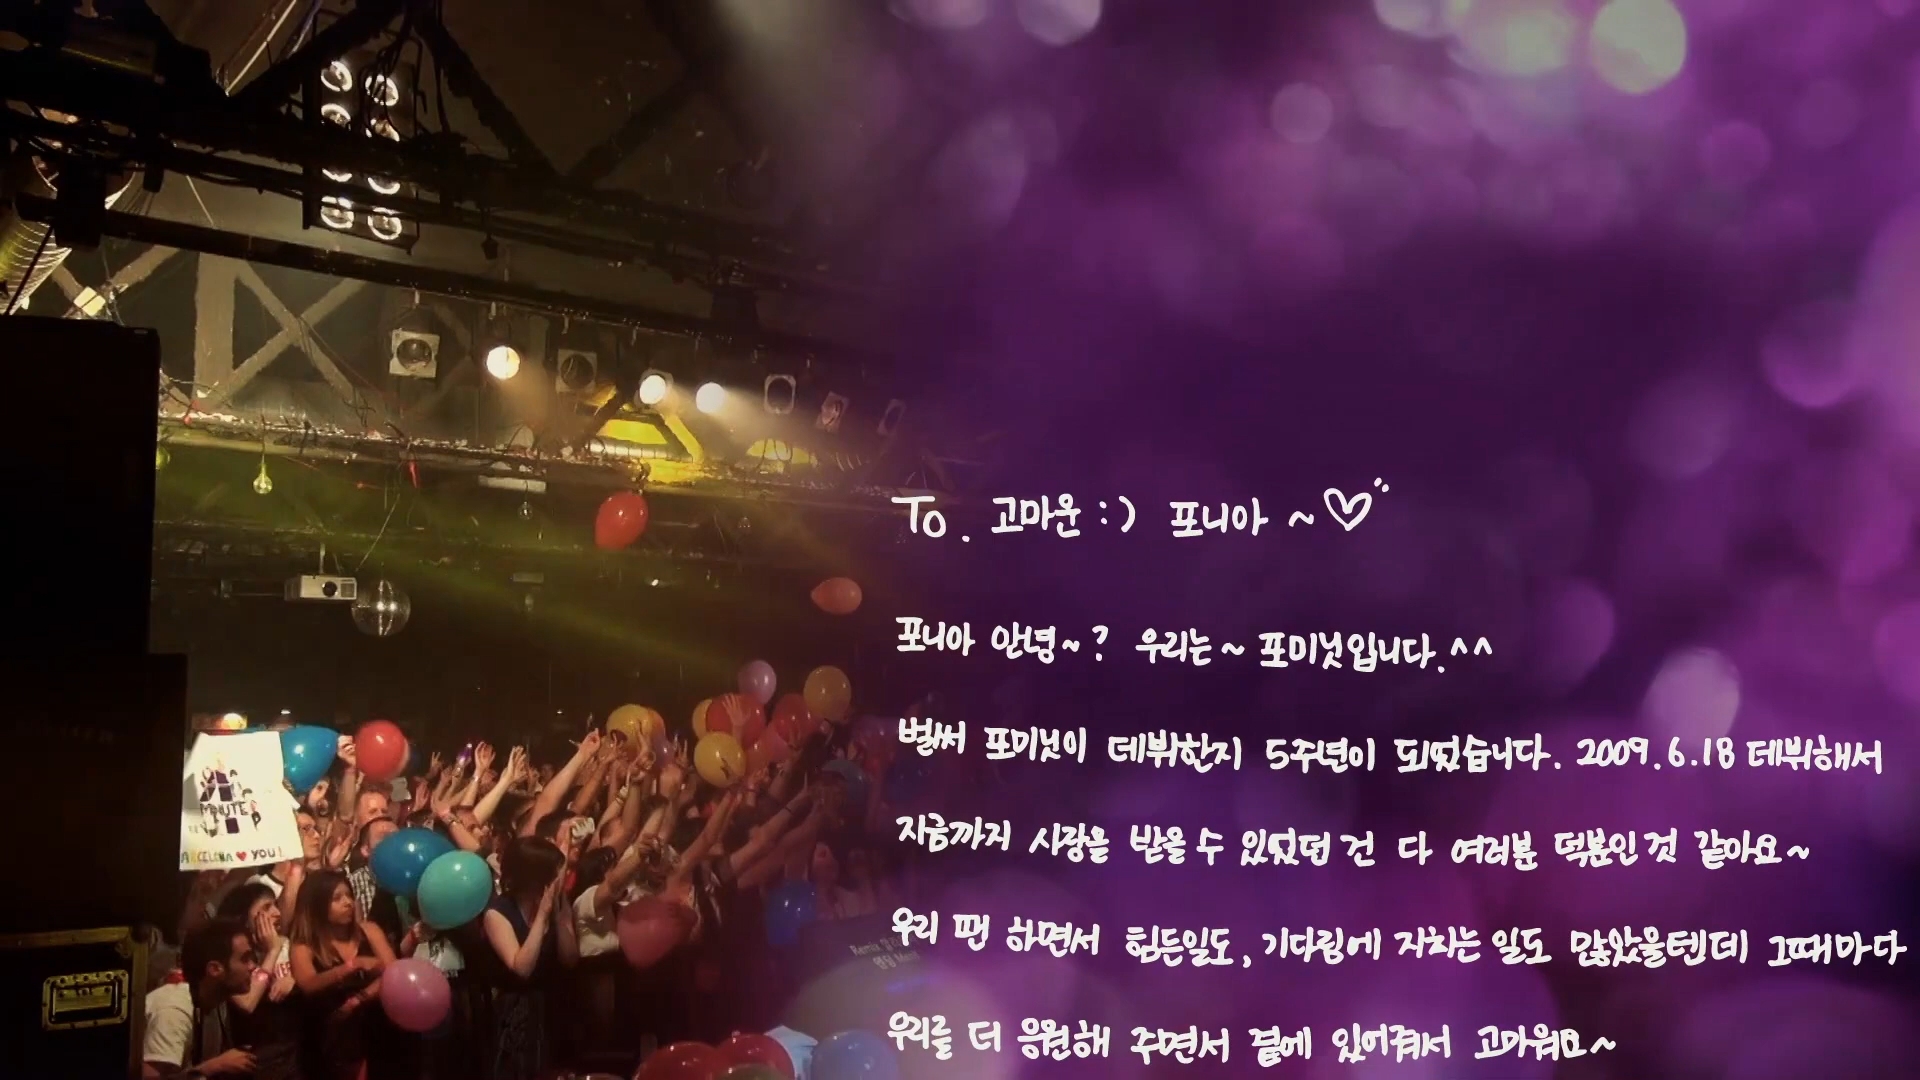 To. 고마운 :) 포니아 ~♡
포니아 안녕~? 우리는~ 포미닛입니다.^^
벌써 포미닛이 데뷔한지 5주년이 되었습니다. 2009.6.18 데뷔해서
지금까지 사랑을 받을 수 있었던 건 다 여러분 덕분인 것 같아요~
우리 팬 하면서 힘든일도, 기다림에 지치는 일도 많았을텐데 그때마다
우리를 더 응원해 주면서 곁에 있어줘서 고마워요~
MINUTE
YOU!